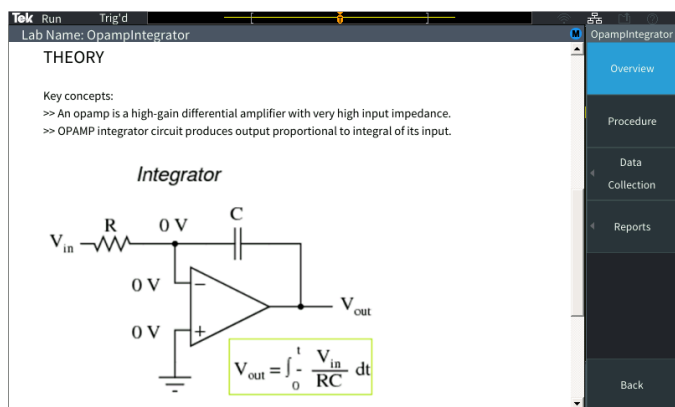 Tek Run Trig'd
Lab Name: OpampIntegrator
M
OpampIntegrator
THEORY
Key concepts:
>> An opamp is a high-gain differential amplifier with very high input impedance.
>> OPAMP integrator circuit produces output proportional to integral of its input.
Integrator
Vin R 0 V C
0 V −
0 V +
Vout
Vout = ∫0t - Vin/RC dt
Overview
Procedure
Data
Collection
Reports
Back